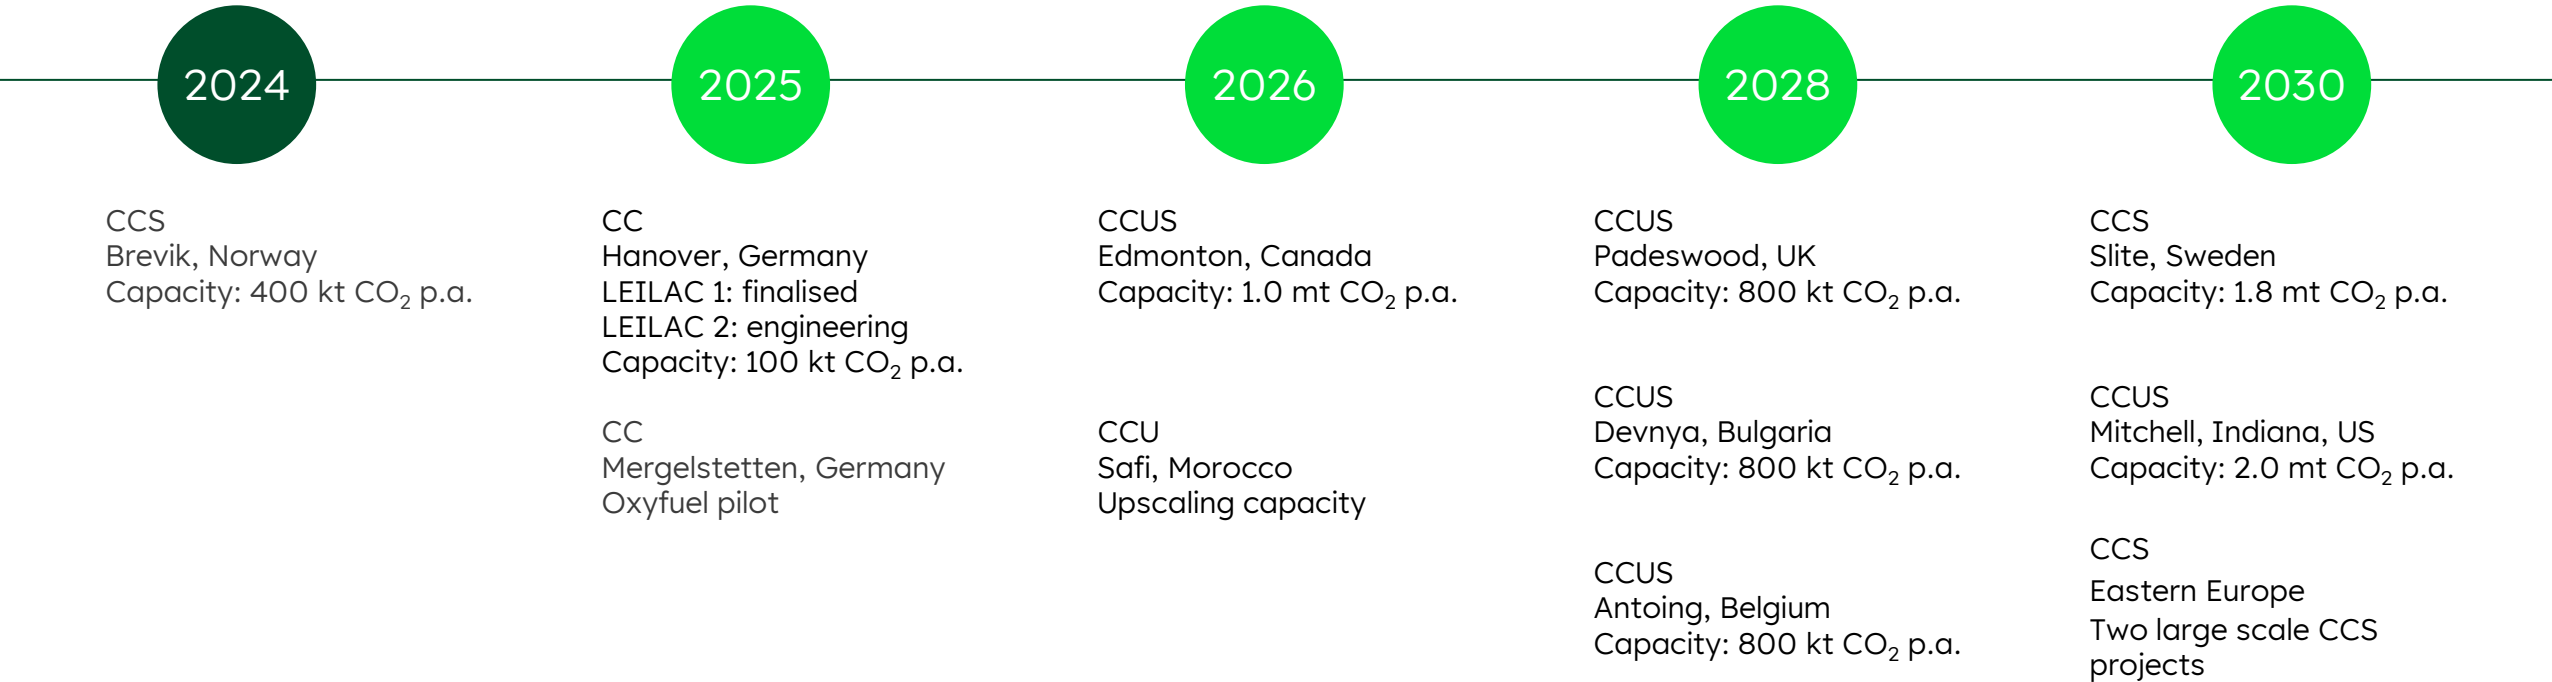 2024
CCS
Brevik, Norway
Capacity: 400 kt CO₂ p.a.
2025
CC
Hanover, Germany
LEILAC 1: finalised
LEILAC 2: engineering
Capacity: 100 kt CO₂ p.a.
CC
Mergelstetten, Germany
Oxyfuel pilot
2026
CCUS
Edmonton, Canada
Capacity: 1.0 mt CO₂ p.a.
CCU
Safi, Morocco
Upscaling capacity
2028
CCUS
Padeswood, UK
Capacity: 800 kt CO₂ p.a.
CCUS
Devnya, Bulgaria
Capacity: 800 kt CO₂ p.a.
CCUS
Antoing, Belgium
Capacity: 800 kt CO₂ p.a.
2030
CCS
Slite, Sweden
Capacity: 1.8 mt CO₂ p.a.
CCUS
Mitchell, Indiana, US
Capacity: 2.0 mt CO₂ p.a.
CCS
Eastern Europe
Two large scale CCS
projects